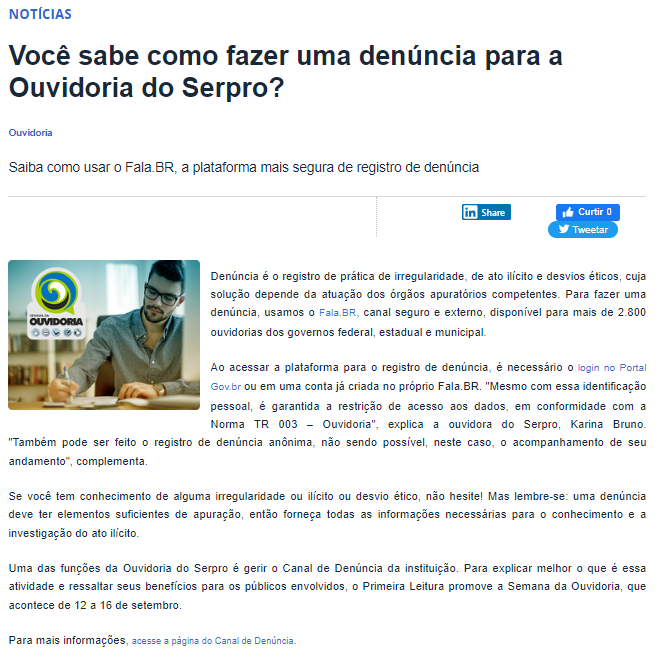 NOTÍCIAS
Você sabe como fazer uma denúncia para a
Ouvidoria do Serpro?
Ouvidoria
Saiba como usar o Fala.BR, a plataforma mais segura de registro de denúncia
in Share
Curtir 0
Tweetar
SEMANA DA
OUVIDORIA
Denúncia é o registro de prática de irregularidade, de ato ilícito e desvios éticos, cuja
solução depende da atuação dos órgãos apuratórios competentes. Para fazer uma
denúncia, usamos o Fala.BR, canal seguro e externo, disponível para mais de 2.800
ouvidorias dos governos federal, estadual e municipal.
Ao acessar a plataforma para o registro de denúncia, é necessário o login no Portal
Gov.br ou em uma conta já criada no próprio Fala.BR. "Mesmo com essa identificação
pessoal, é garantida a restrição de acesso aos dados, em conformidade com a
Norma TR 003 – Ouvidoria", explica a ouvidora do Serpro, Karina Bruno.
"Também pode ser feito o registro de denúncia anônima, não sendo possível, neste caso, o acompanhamento de seu
andamento", complementa.
Se você tem conhecimento de alguma irregularidade ou ilícito ou desvio ético, não hesite! Mas lembre-se: uma denúncia
deve ter elementos suficientes de apuração, então forneça todas as informações necessárias para o conhecimento e a
investigação do ato ilícito.
Uma das funções da Ouvidoria do Serpro é gerir o Canal de Denúncia da instituição. Para explicar melhor o que é essa
atividade e ressaltar seus benefícios para os públicos envolvidos, o Primeira Leitura promove a Semana da Ouvidoria, que
acontece de 12 a 16 de setembro.
Para mais informações, acesse a página do Canal de Denúncia.